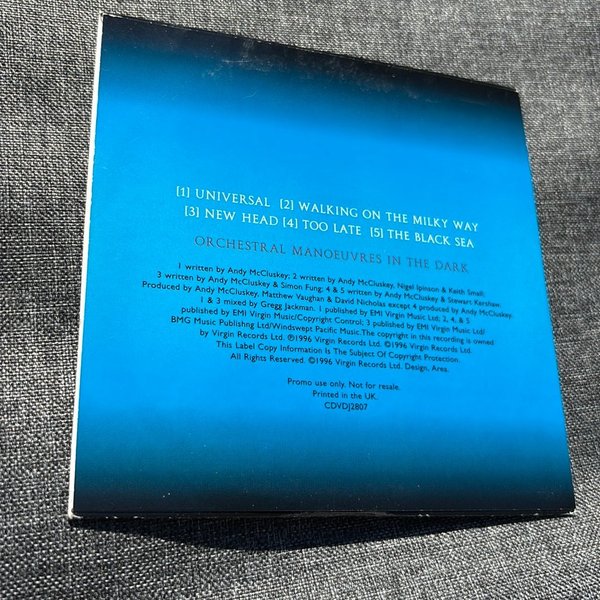 [1] UNIVERSAL [2] WALKING ON THE MILKY WAY
[3] NEW HEAD [4] TOO LATE [5] THE BLACK SEA
ORCHESTRAL MANOEUVRES IN THE DARK
1 written by Andy McCluskey; 2 written by Andy McCluskey, Nigel Ipinson & Keith Small;
3 written by Andy McCluskey & Simon Fung; 4 & 5 written by Andy McCluskey & Stewart Kershaw.
Produced by Andy McCluskey, Matthew Vaughan & David Nicholas except 4 produced by Andy McCluskey.
1 & 3 mixed by Gregg Jackman. 1 published by EMI Virgin Music Ltd; 2, 4, & 5
published by EMI Virgin Music/Copyright Control; 3 published by EMI Virgin Music Ltd/
BMG Music Publishng Ltd/Windswept Pacific Music. The copyright in this recording is owned
by Virgin Records Ltd. ℗1996 Virgin Records Ltd. ©1996 Virgin Records Ltd.
This Label Copy Information Is The Subject Of Copyright Protection.
All Rights Reserved. ©1996 Virgin Records Ltd. Design, Area.
Promo use only. Not for resale.
Printed in the UK.
CDVDJ2807